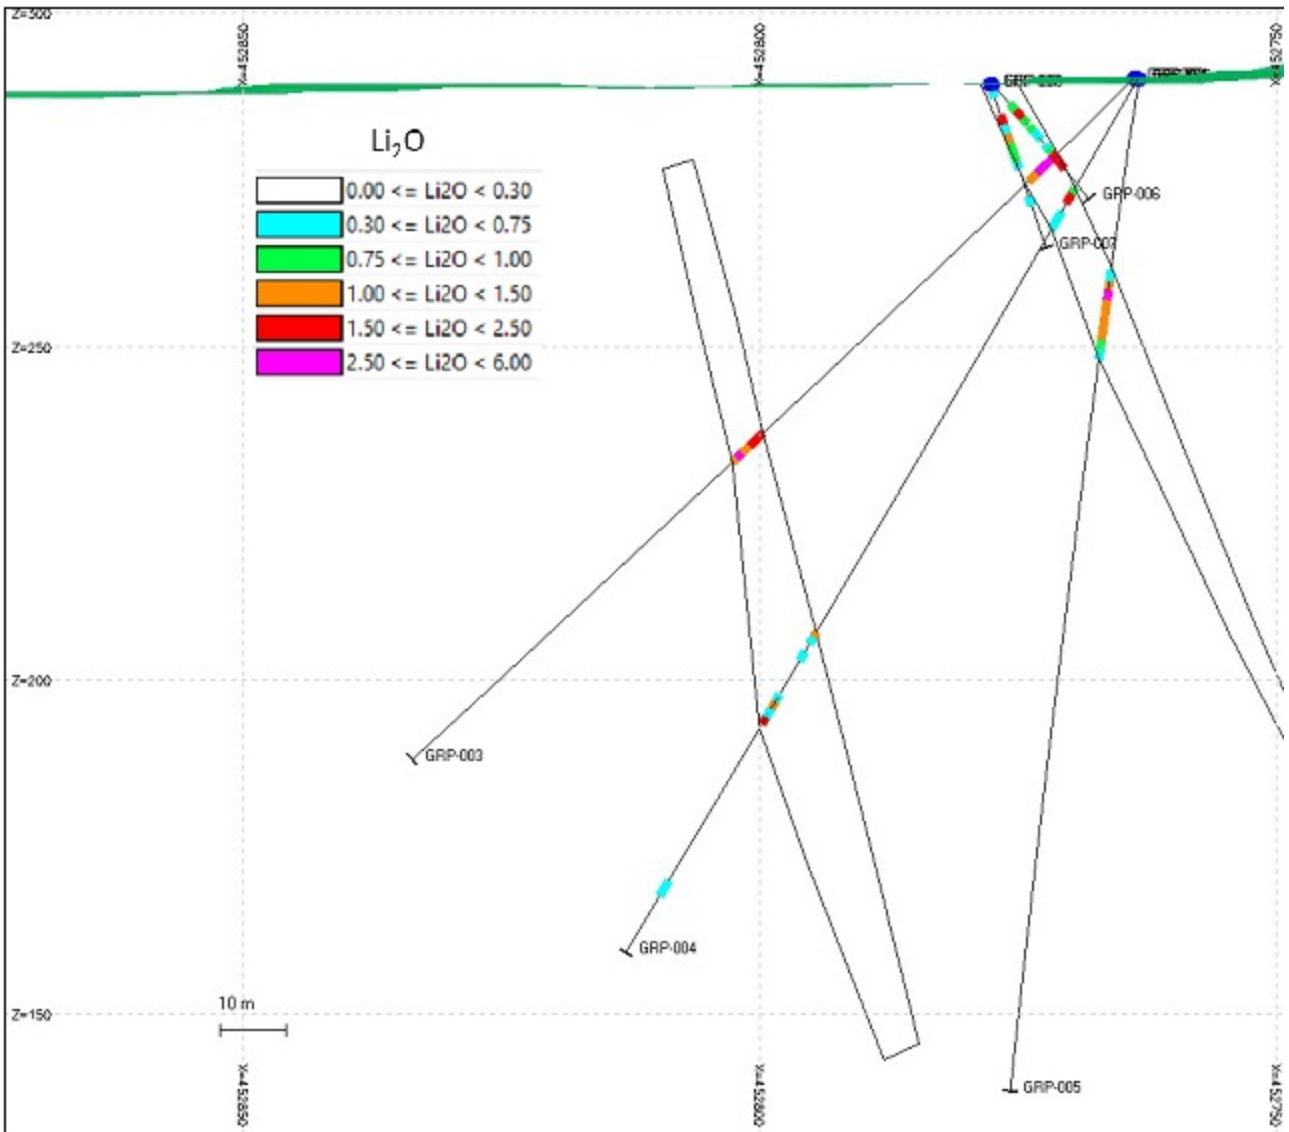 Z=300
X=452850
X=452800
X=452750
Li₂O
0.00 <= Li2O < 0.30
0.30 <= Li2O < 0.75
0.75 <= Li2O < 1.00
1.00 <= Li2O < 1.50
1.50 <= Li2O < 2.50
2.50 <= Li2O < 6.00
GRP-006
GRP-007
Z=250
Z=200
GRP-003
GRP-004
10 m
Z=150
GRP-005
X=452850
X=452800
X=452750